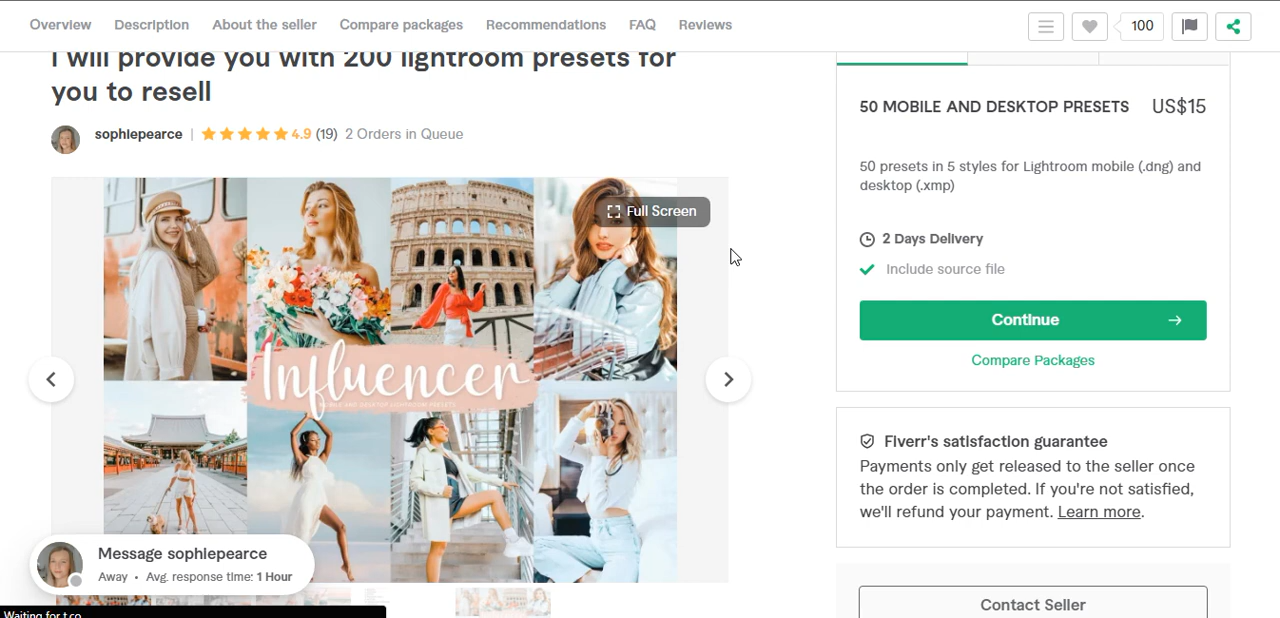 Overview Description About the seller Compare packages Recommendations FAQ Reviews
100
I will provide you with 200 lightroom presets for
you to resell
sophiepearce | 4.9 (19) 2 Orders in Queue
Full Screen
Influencer
MOBILE AND DESKTOP LIGHTROOM PRESETS
Message sophiepearce
Away • Avg. response time: 1 Hour
Waiting for t.co
50 MOBILE AND DESKTOP PRESETS US$15
50 presets in 5 styles for Lightroom mobile (.dng) and
desktop (.xmp)
2 Days Delivery
Include source file
Continue →
Compare Packages
Fiverr's satisfaction guarantee
Payments only get released to the seller once
the order is completed. If you're not satisfied,
we'll refund your payment. Learn more.
Contact Seller